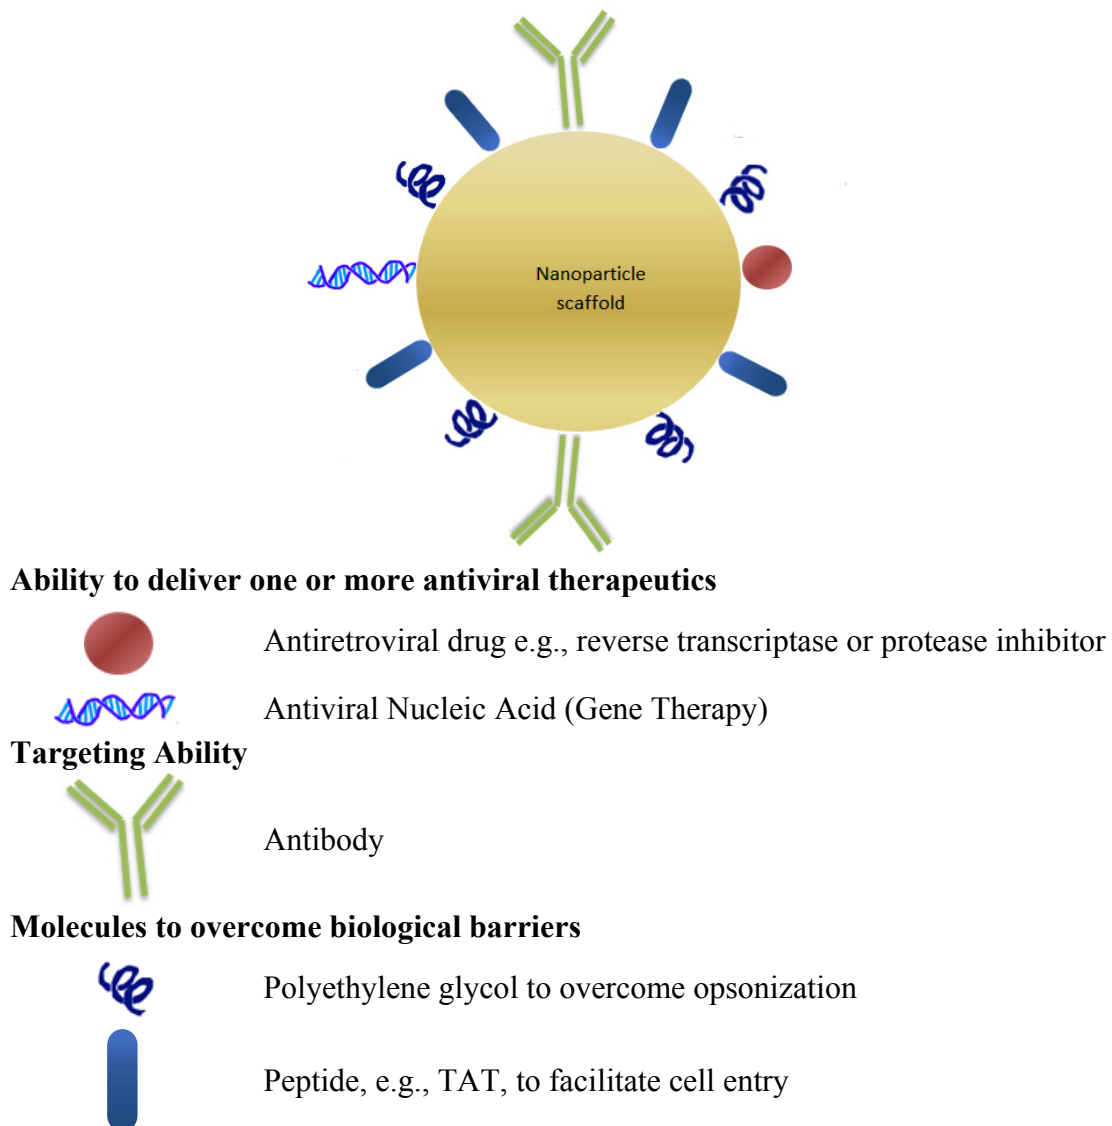 Nanoparticle
scaffold
Ability to deliver one or more antiviral therapeutics
Antiretroviral drug e.g., reverse transcriptase or protease inhibitor
Antiviral Nucleic Acid (Gene Therapy)
Targeting Ability
Antibody
Molecules to overcome biological barriers
Polyethylene glycol to overcome opsonization
Peptide, e.g., TAT, to facilitate cell entry